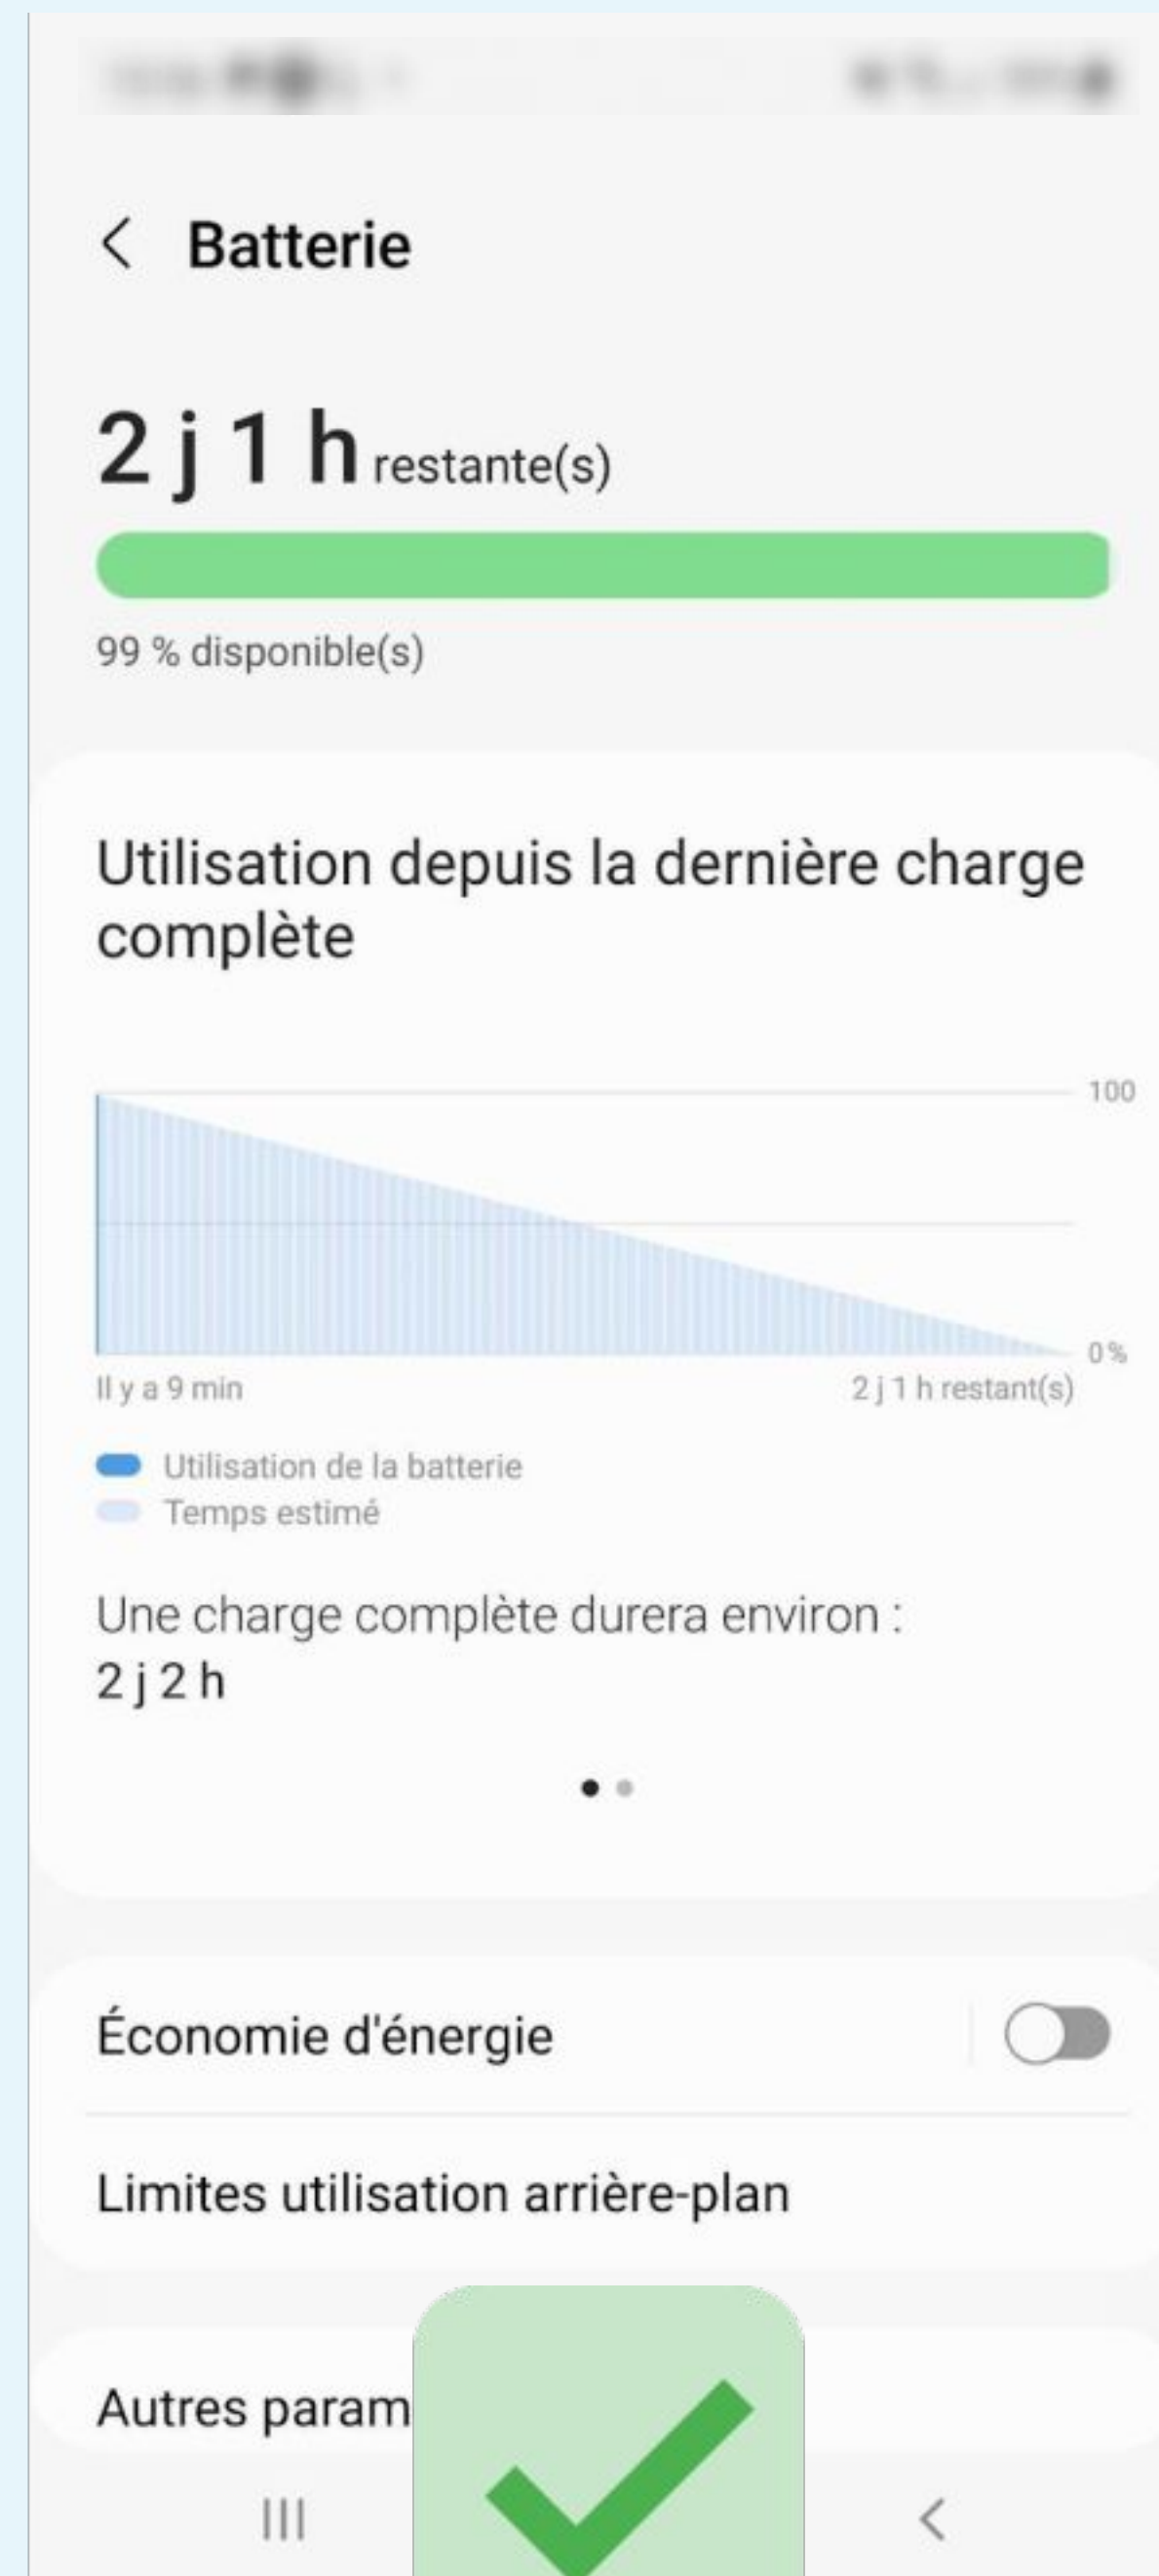 Batterie
2 j 1 h restante(s)
99 % disponible(s)
Utilisation depuis la dernière charge
complète
100
0%
Il y a 9 min
2 j 1 h restant(s)
Utilisation de la batterie
Temps estimé
Une charge complète durera environ :
2 j 2 h
Économie d'énergie
Limites utilisation arrière-plan
Autres param